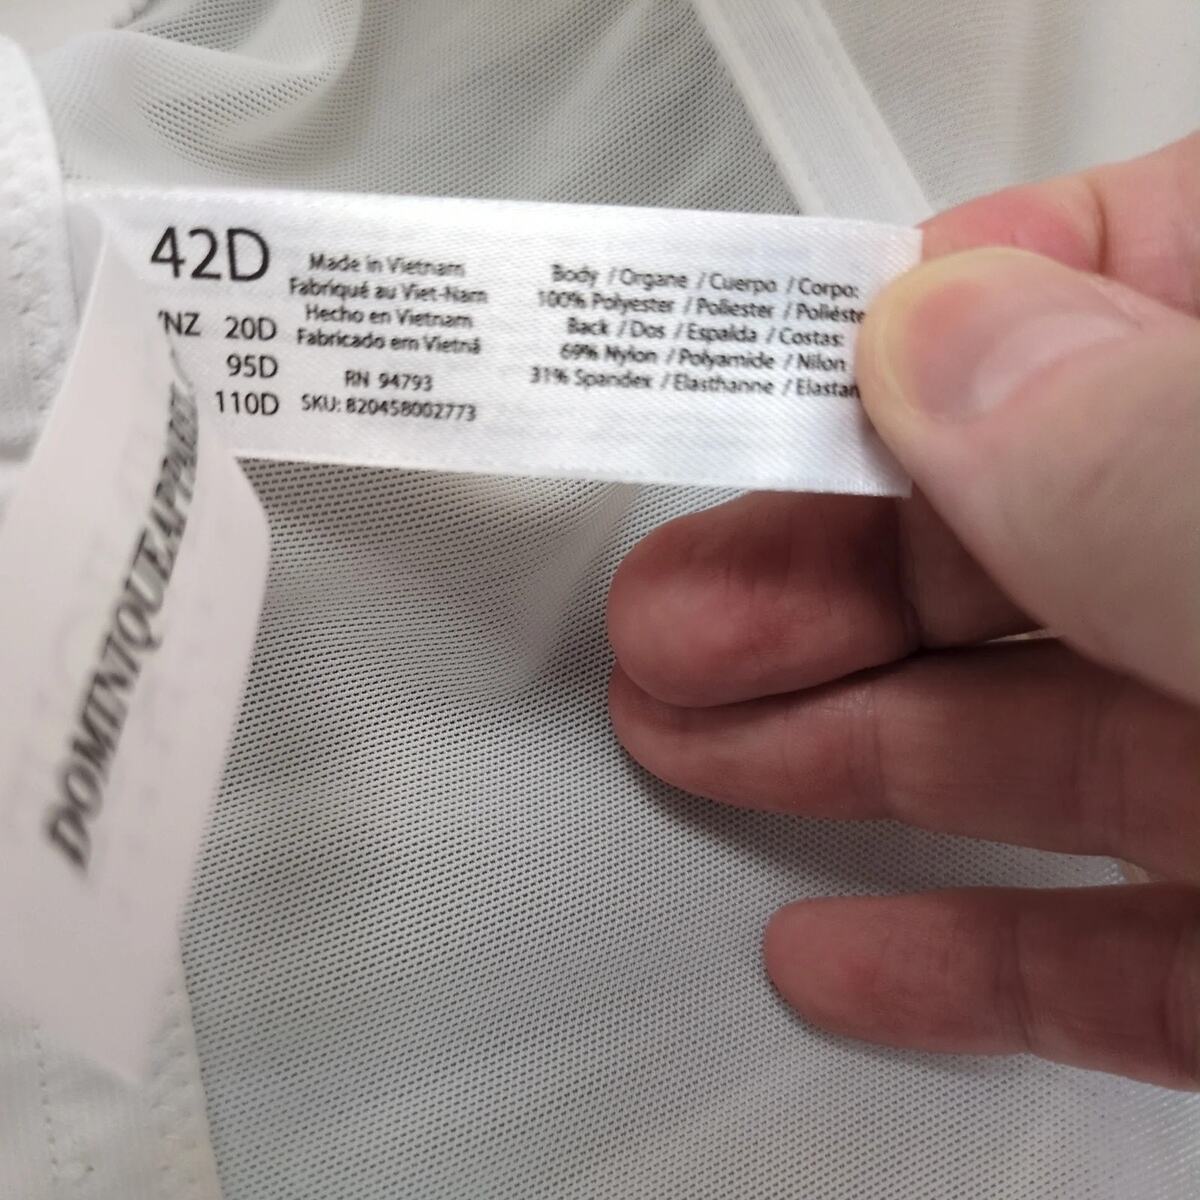 42D
'NZ 20D
95D
110D
Made in Vietnam
Fabriqué au Viet-Nam
Hecho en Vietnam
Fabricado em Vietnã
RN 94793
SKU: 820458002773
Body / Organe / Cuerpo / Corpo:
100% Polyester / Poliester / Polieste
Back / Dos / Espalda / Costas:
69% Nylon / Polyamide / Nilon
31% Spandex / Elasthanne / Elastan
DOMINIQUEAPPAREL